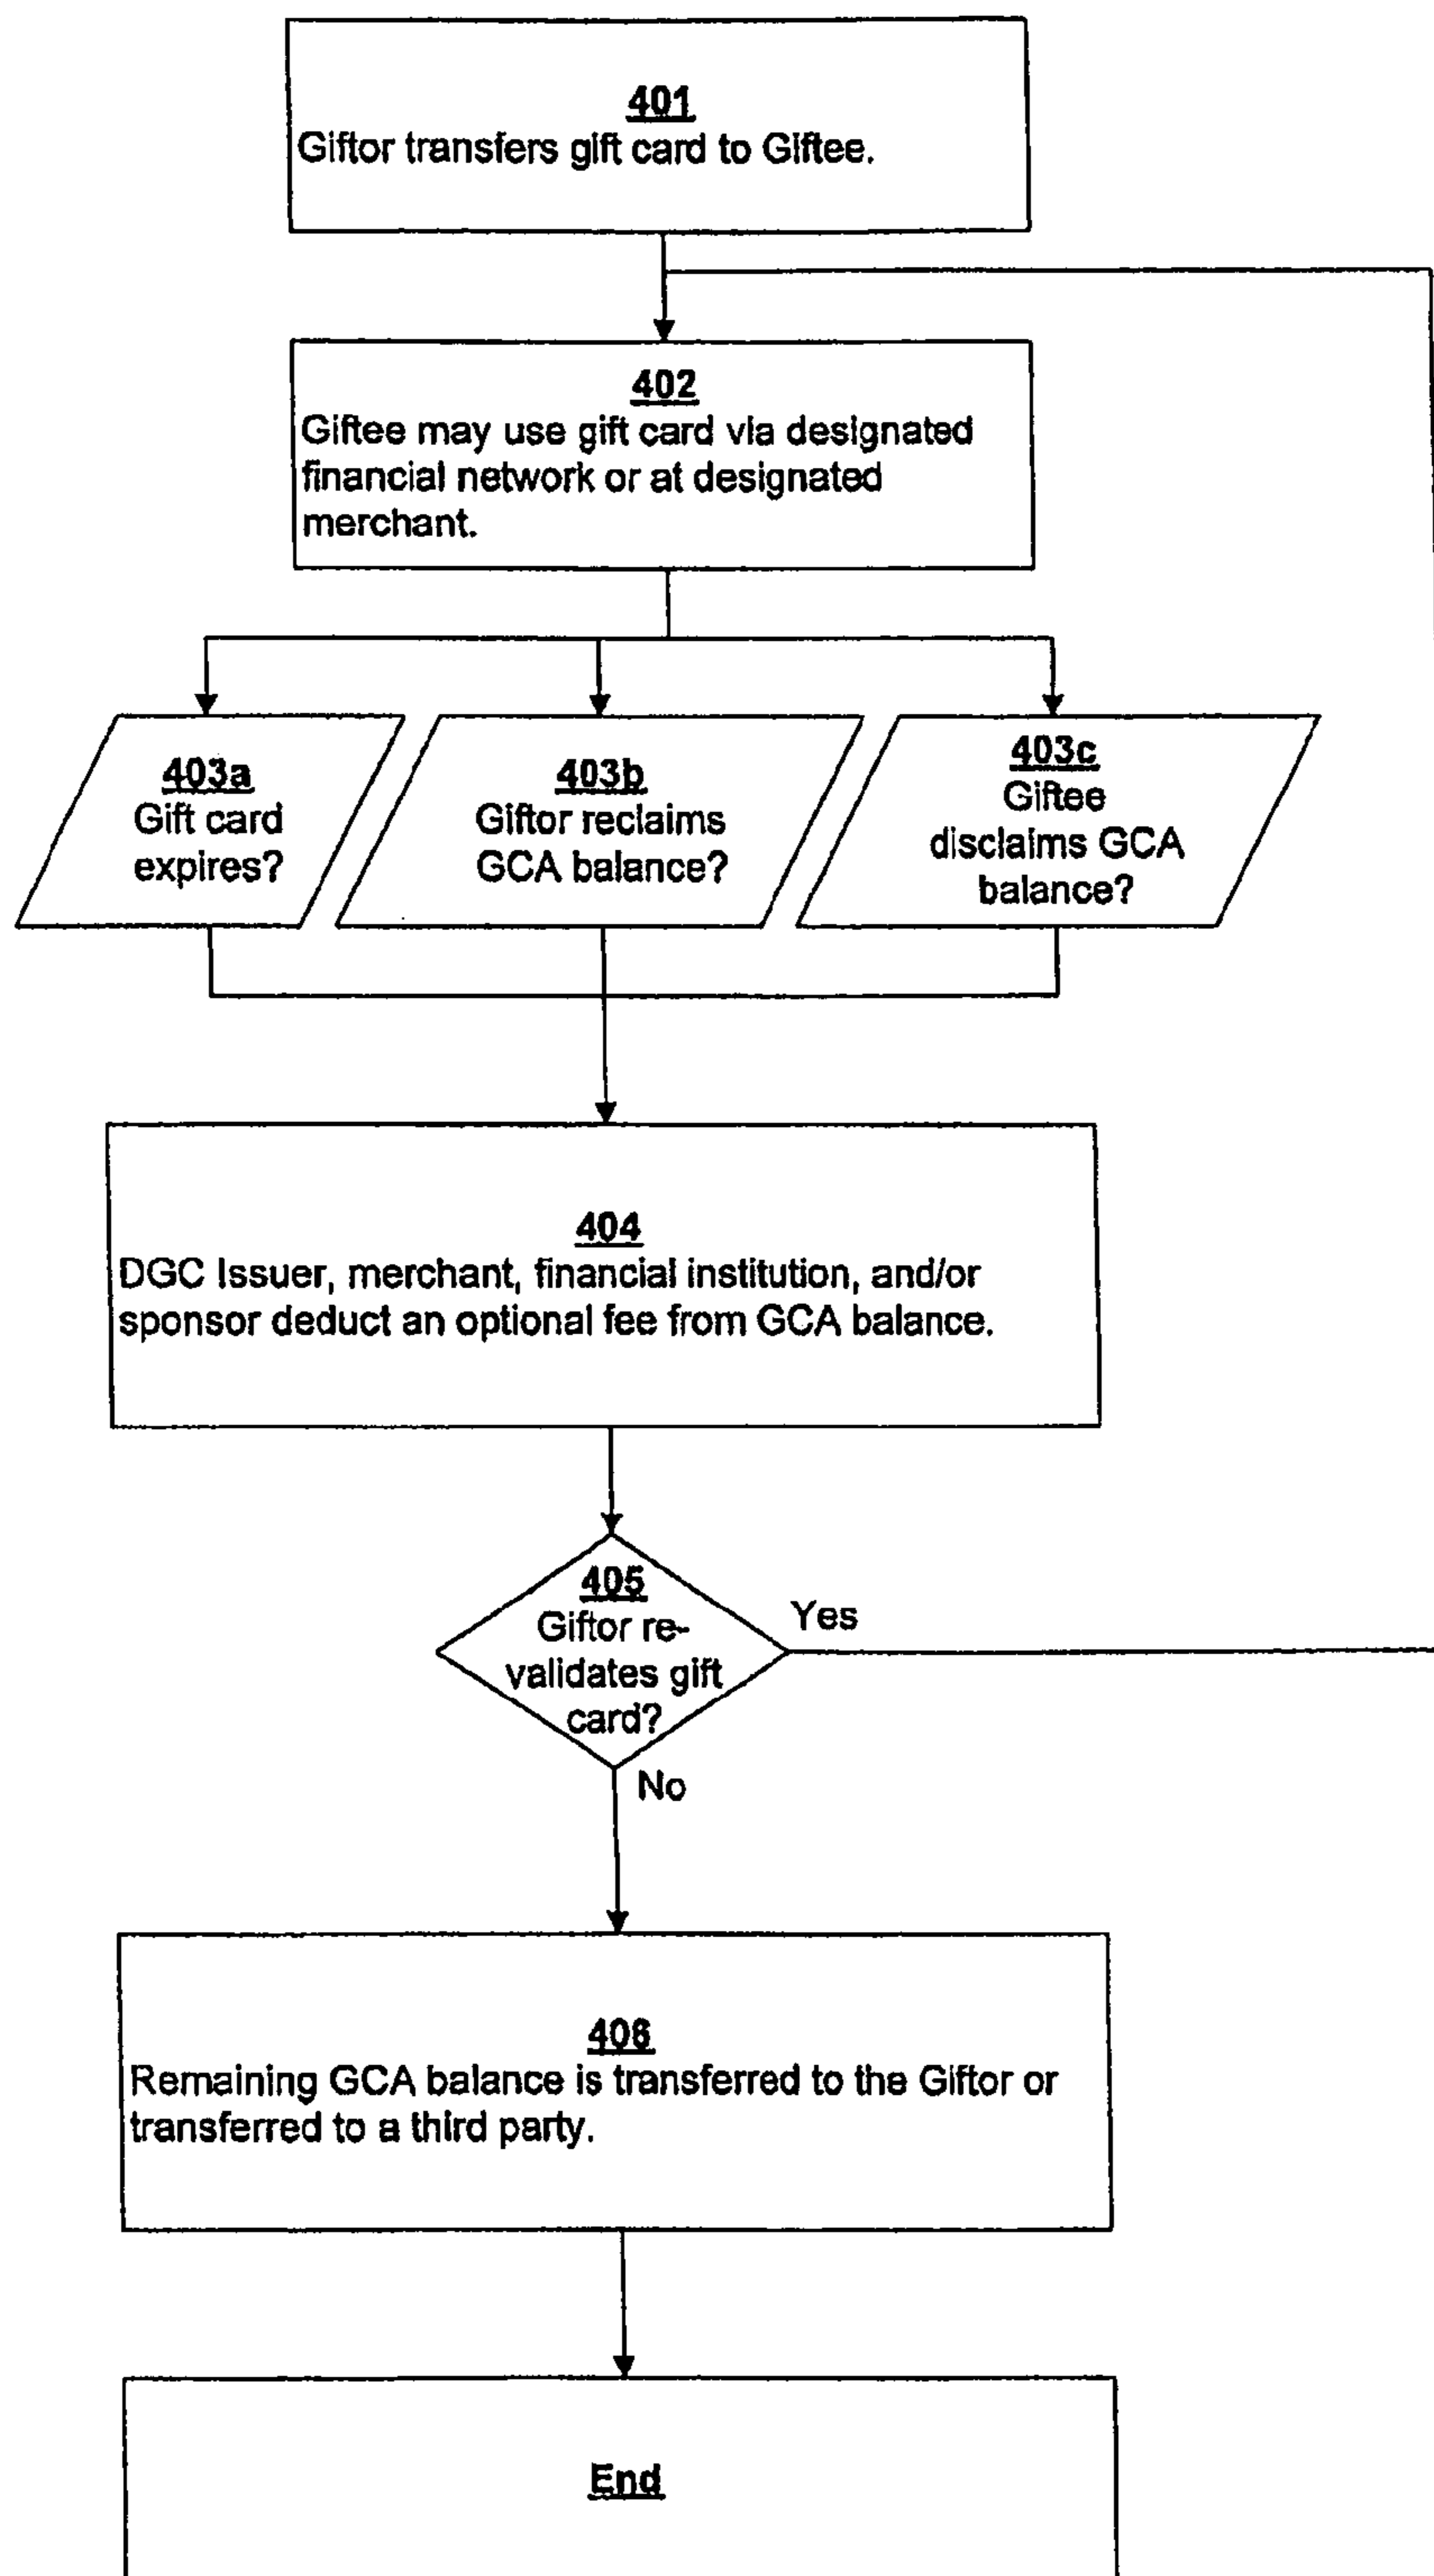 401
Giftor transfers gift card to Giftee.
402
Giftee may use gift card via designated
financial network or at designated
merchant.
403a
Gift card
expires?
403b
Giftor reclaims
GCA balance?
403c
Giftee
disclaims GCA
balance?
404
DGC Issuer, merchant, financial institution, and/or
sponsor deduct an optional fee from GCA balance.
405
Giftor re-
validates gift
card?
Yes
No
406
Remaining GCA balance is transferred to the Giftor or
transferred to a third party.
End